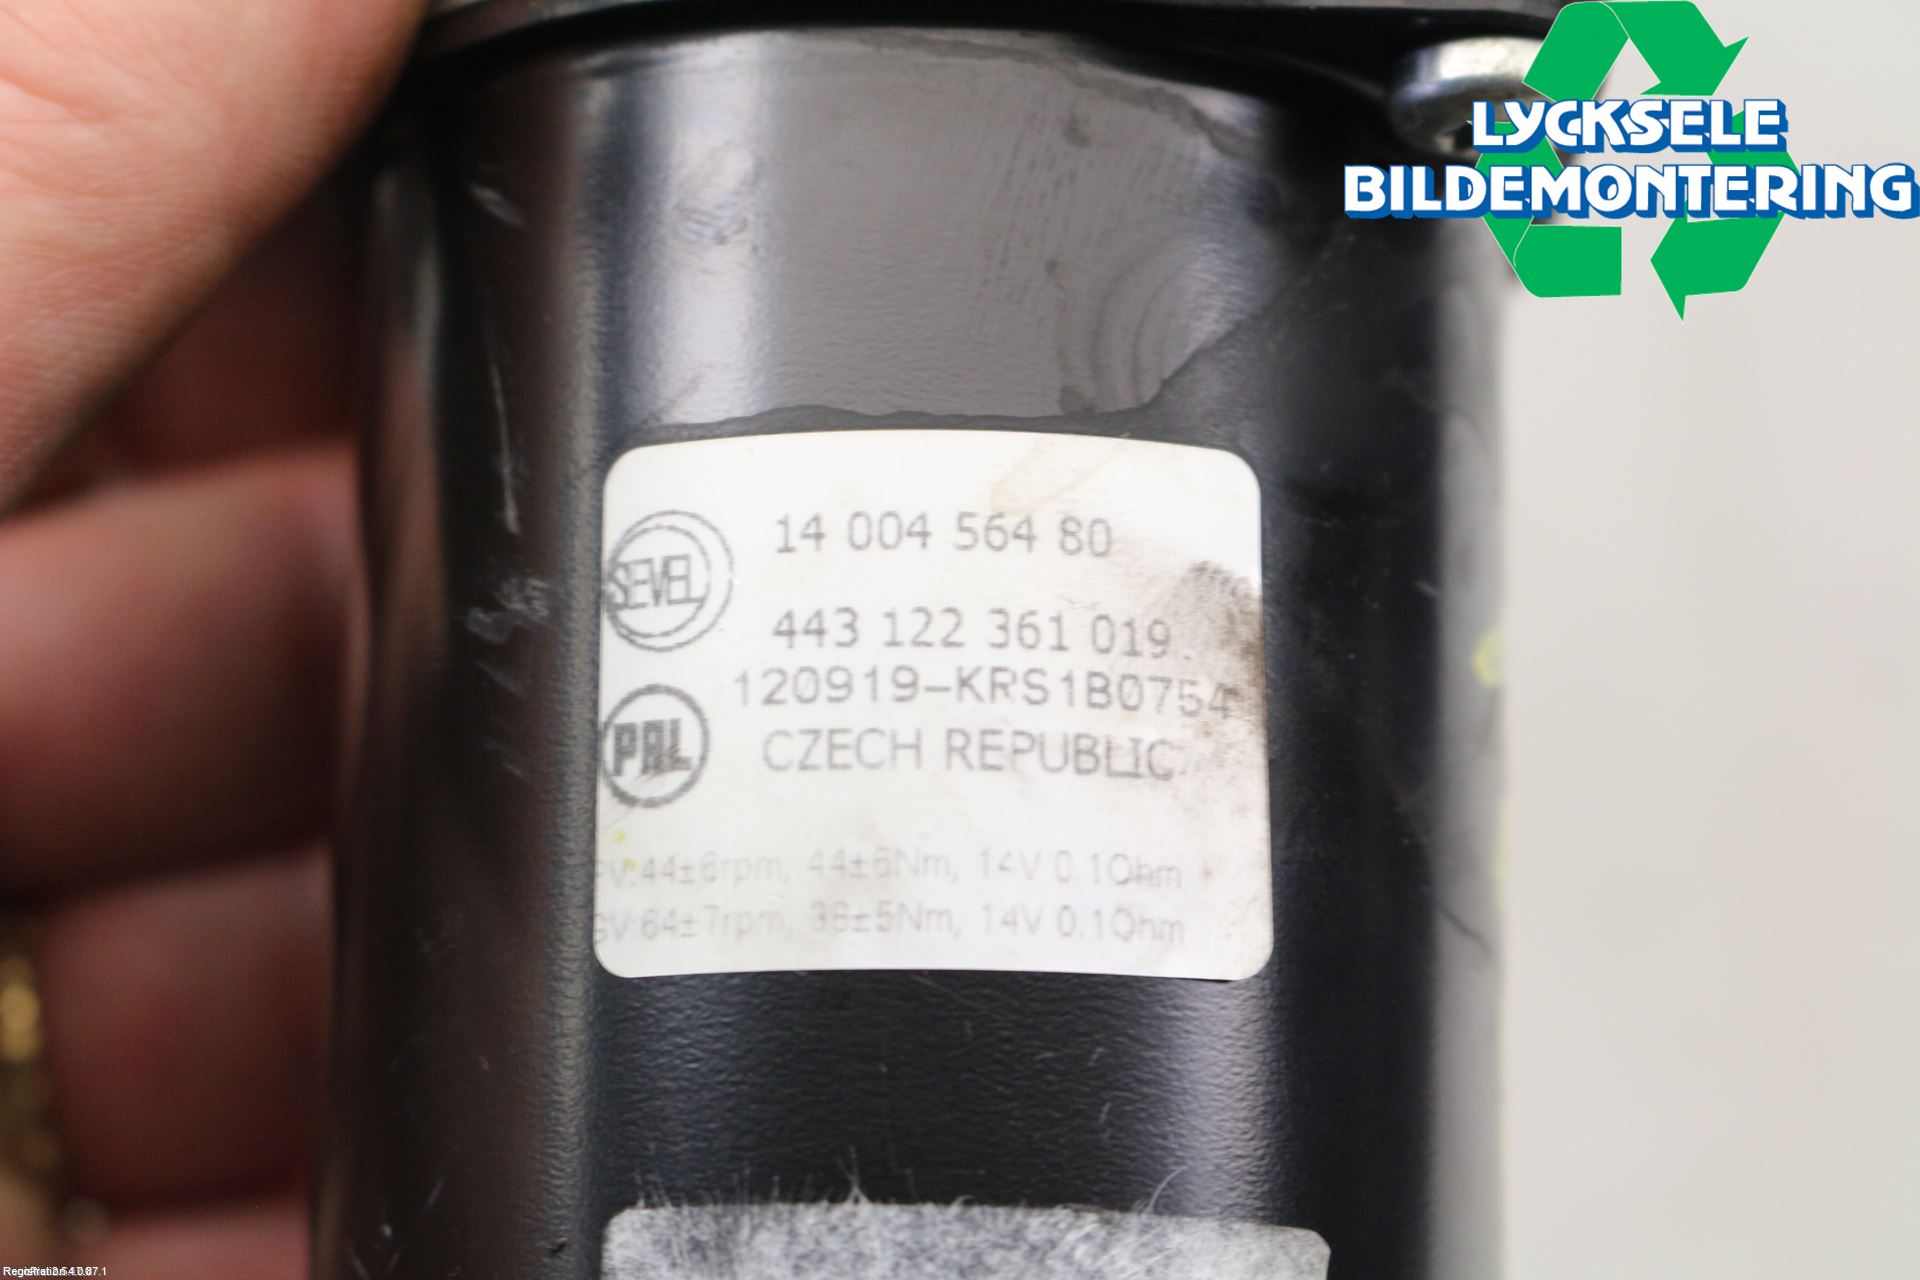 LYCKSELE
BILDEMONTERING
SEVEL
14 004 564 80
443 122 361 019
120919-KRS1B0754
PAL
CZECH REPUBLIC
V:44±6rpm, 44±6Nm, 14V 0.1Ohm
GV:64±7rpm, 38±5Nm, 14V 0.1Ohm